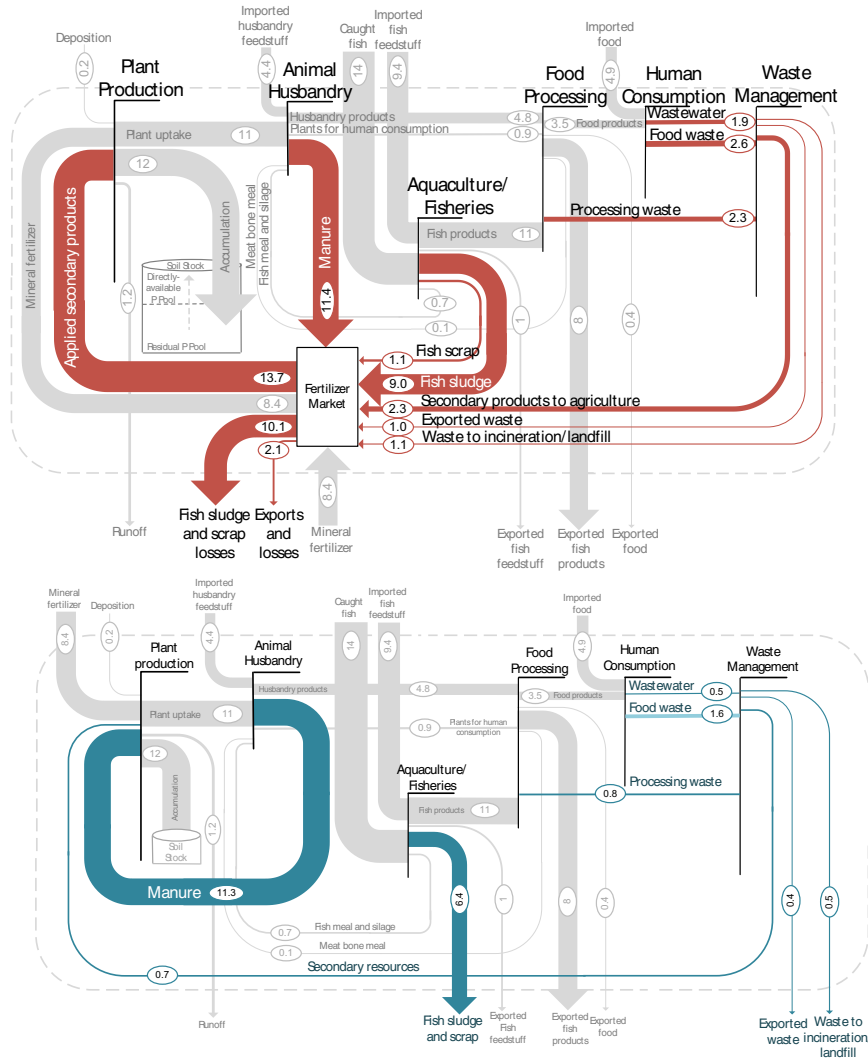 Imported
husbandry
feedstuff
Caught
fish
Imported
fish
feedstuff
Imported
food
Deposition
0.2
4.4
14
9.4
4.9
Plant
Production
Animal
Husbandry
Food
Processing
Human
Consumption
Waste
Management
Husbandry products
4.8
Plants for human consumption
0.9
3.5
Food products
Wastewater
1.9
Food waste
2.6
Plant uptake
11
12
Mineral fertilizer
Applied secondary products
Accumulation
Meat bone meal
Fish meal and silage
Manure
11.4
Aquaculture/
Fisheries
Processing waste
2.3
Fish products
11
Soil Stock
Directly-
available
P Pool
Residual P Pool
1.2
0.7
0.1
1
8
0.4
Fertilizer
Market
1.1
Fish scrap
13.7
9.0
Fish sludge
8.4
2.3
Secondary products to agriculture
10.1
1.0
Exported waste
2.1
1.1
Waste to incineration/landfill
8.4
Runoff
Fish sludge
and scrap
losses
Exports
and
losses
Mineral
fertilizer
Exported
fish
feedstuff
Exported
fish
products
Exported
food
Mineral
fertilizer
Deposition
Imported
husbandry
feedstuff
Caught
fish
Imported
fish
feedstuff
Imported
food
8.4
0.2
4.4
14
9.4
4.9
Plant
production
Animal
Husbandry
Food
Processing
Human
Consumption
Waste
Management
Husbandry products
4.8
3.5
Food products
Wastewater
0.5
Plant uptake
11
0.9
Plants for human
consumption
Food waste
1.6
12
Accumulation
Soil
Stock
1.2
Aquaculture/
Fisheries
Processing waste
0.8
Fish products
11
Manure
11.3
6.4
1
8
0.4
0.4
0.5
0.7
Fish meal and silage
0.1
Meat bone meal
0.7
Secondary resources
Runoff
Fish sludge
and scrap
Exported
Fish
feedstuff
Exported
fish products
Exported
food
Exported
waste
Waste to
incineration/
landfill